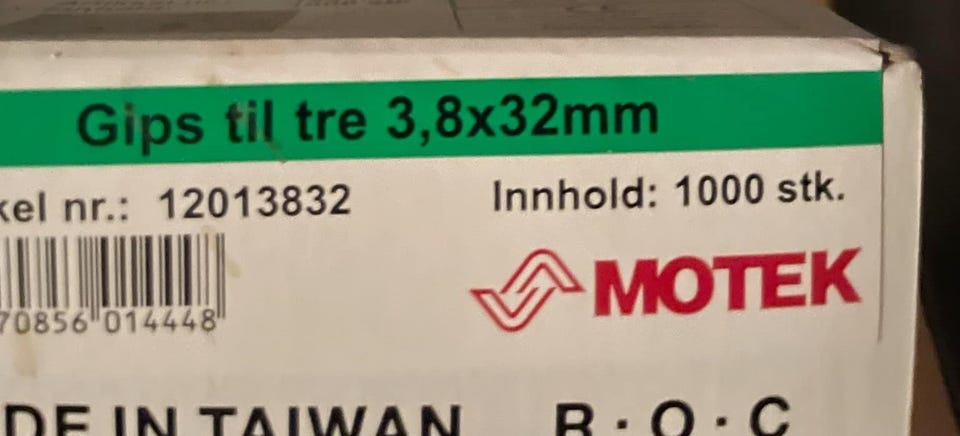 Gips til tre 3,8x32mm
kel nr.: 12013832 Innhold: 1000 stk.
70856 014448
MOTEK
DE IN TAIWAN R.O.C